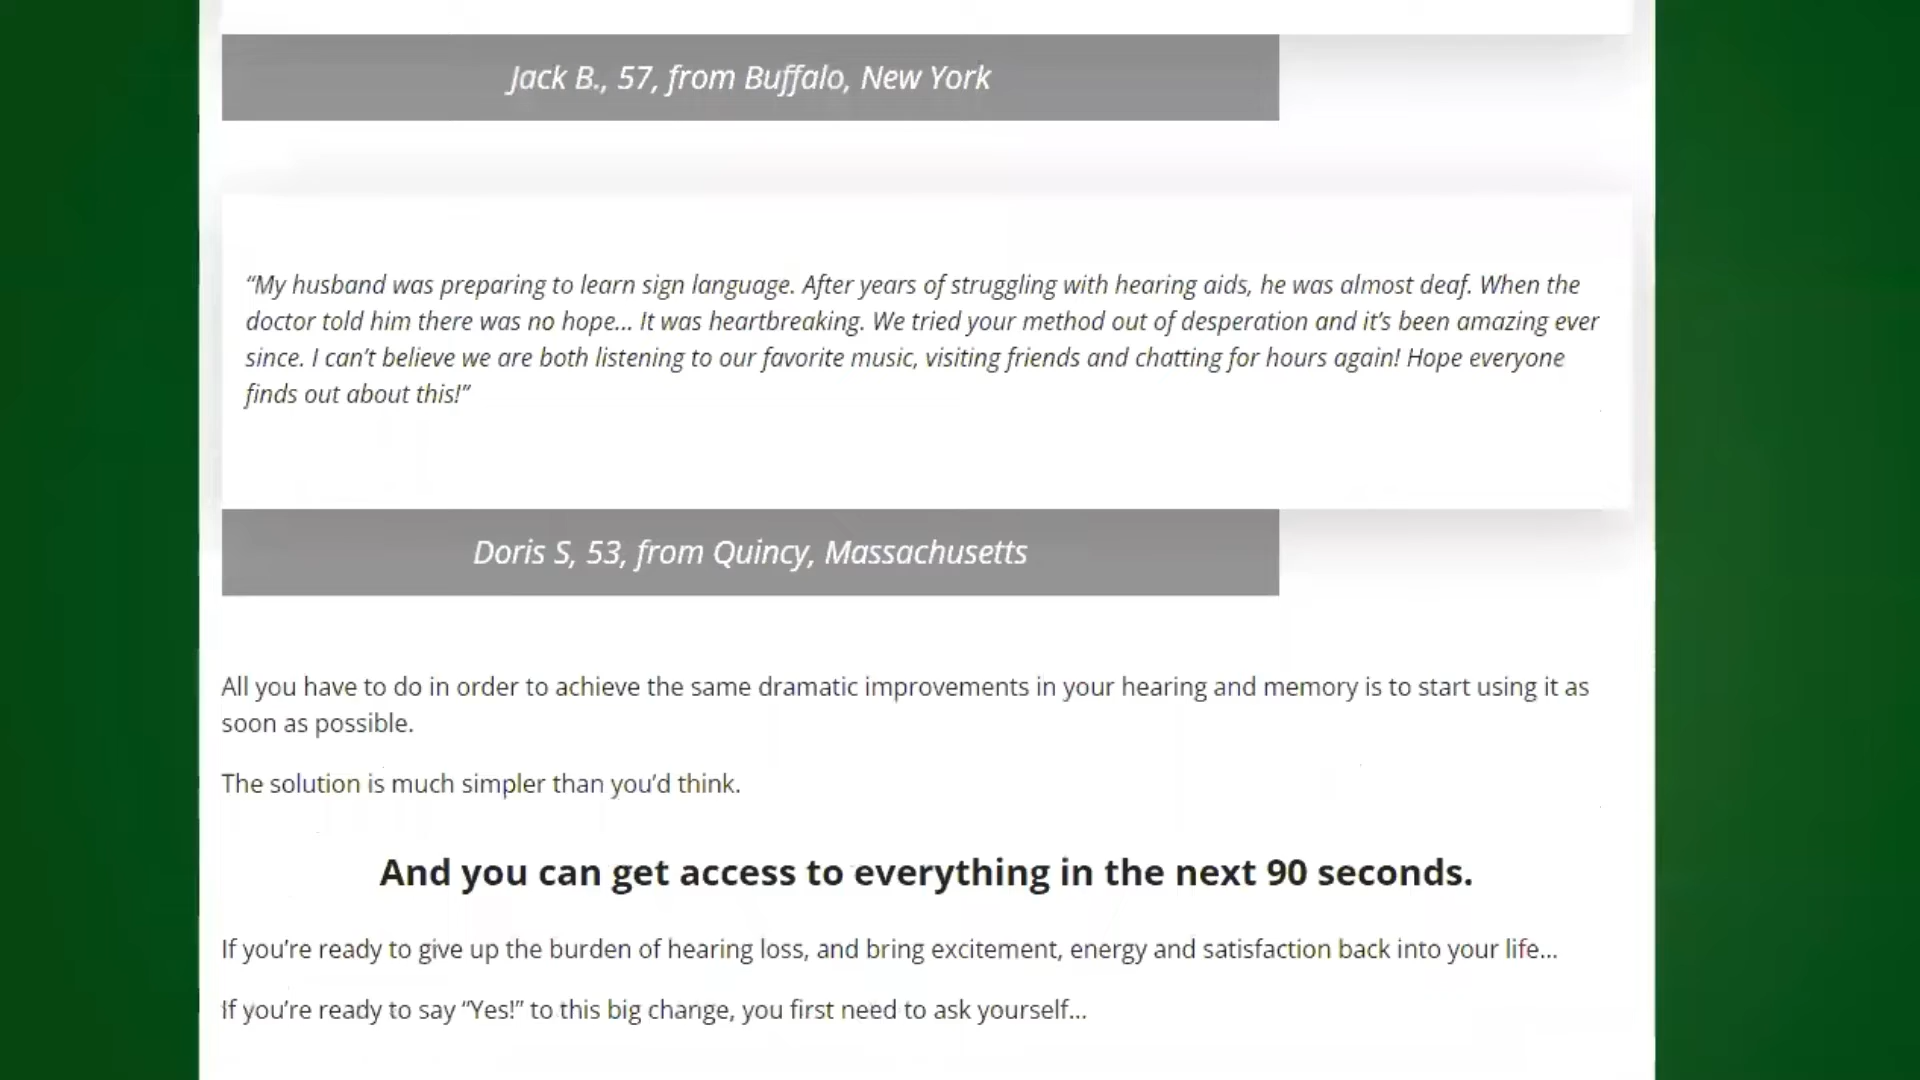 Jack B., 57, from Buffalo, New York
“My husband was preparing to learn sign language. After years of struggling with hearing aids, he was almost deaf. When the
doctor told him there was no hope... It was heartbreaking. We tried your method out of desperation and it’s been amazing ever
since. I can’t believe we are both listening to our favorite music, visiting friends and chatting for hours again! Hope everyone
finds out about this!”
Doris S, 53, from Quincy, Massachusetts
All you have to do in order to achieve the same dramatic improvements in your hearing and memory is to start using it as
soon as possible.
The solution is much simpler than you’d think.
And you can get access to everything in the next 90 seconds.
If you’re ready to give up the burden of hearing loss, and bring excitement, energy and satisfaction back into your life...
If you’re ready to say “Yes!” to this big change, you first need to ask yourself...